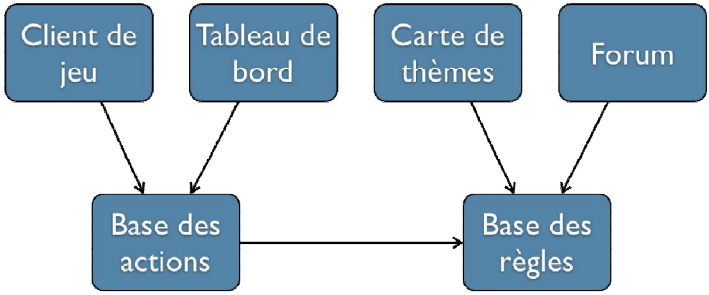 Client de
jeu
Tableau de
bord
Carte de
thèmes
Forum
Base des
actions
Base des
règles